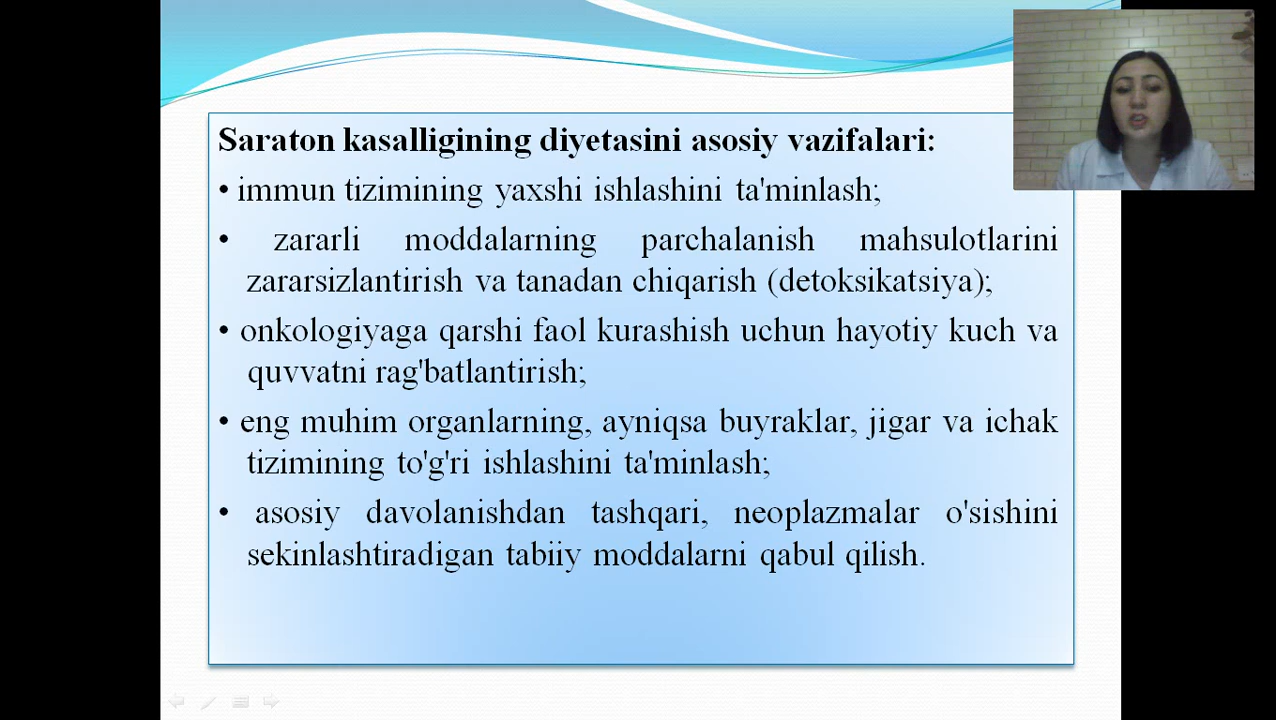 Saraton kasalligining diyetasini asosiy vazifalari:
• immun tizimining yaxshi ishlashini ta'minlash;
• zararli moddalarning parchalanish mahsulotlarini
zararsizlantirish va tanadan chiqarish (detoksikatsiya);
• onkologiyaga qarshi faol kurashish uchun hayotiy kuch va
quvvatni rag'batlantirish;
• eng muhim organlarning, ayniqsa buyraklar, jigar va ichak
tizimining to'g'ri ishlashini ta'minlash;
• asosiy davolanishdan tashqari, neoplazmalar o'sishini
sekinlashtiradigan tabiiy moddalarni qabul qilish.